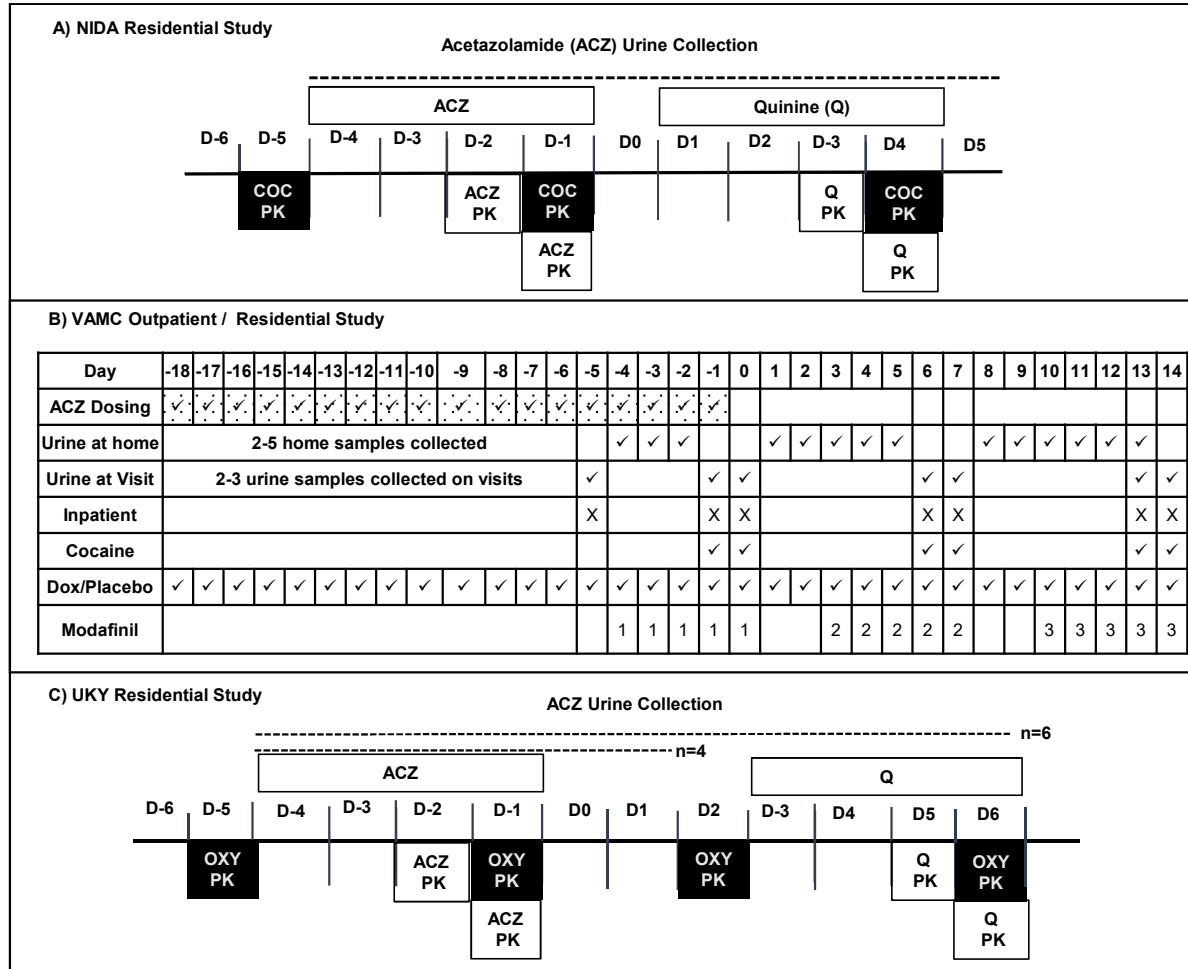 A) NIDA Residential Study
Acetazolamide (ACZ) Urine Collection
ACZ Quinine (Q)
D-6 D-5 D-4 D-3 D-2 D-1 D0 D1 D2 D-3 D4 D5
COC PK
ACZ PK
COC PK
Q PK
COC PK
ACZ PK
Q PK
B) VAMC Outpatient / Residential Study
Day -18 -17 -16 -15 -14 -13 -12 -11 -10 -9 -8 -7 -6 -5 -4 -3 -2 -1 0 1 2 3 4 5 6 7 8 9 10 11 12 13 14
ACZ Dosing ✓ ✓ ✓ ✓ ✓ ✓ ✓ ✓ ✓ ✓ ✓ ✓ ✓ ✓ ✓ ✓ ✓ ✓
Urine at home 2-5 home samples collected ✓ ✓ ✓ ✓ ✓ ✓ ✓ ✓ ✓ ✓ ✓ ✓ ✓ ✓
Urine at Visit 2-3 urine samples collected on visits ✓ ✓ ✓ ✓ ✓ ✓ ✓
Inpatient X X X X X X X
Cocaine ✓ ✓ ✓ ✓ ✓ ✓
Dox/Placebo ✓ ✓ ✓ ✓ ✓ ✓ ✓ ✓ ✓ ✓ ✓ ✓ ✓ ✓ ✓ ✓ ✓ ✓ ✓ ✓ ✓ ✓ ✓ ✓ ✓ ✓ ✓ ✓ ✓ ✓ ✓ ✓ ✓
Modafinil 1 1 1 1 1 2 2 2 2 2 3 3 3 3 3
C) UKY Residential Study
ACZ Urine Collection
n=6
n=4
ACZ Q
D-6 D-5 D-4 D-3 D-2 D-1 D0 D1 D2 D-3 D4 D5 D6
OXY PK
ACZ PK
OXY PK
OXY PK
Q PK
OXY PK
ACZ PK
Q PK